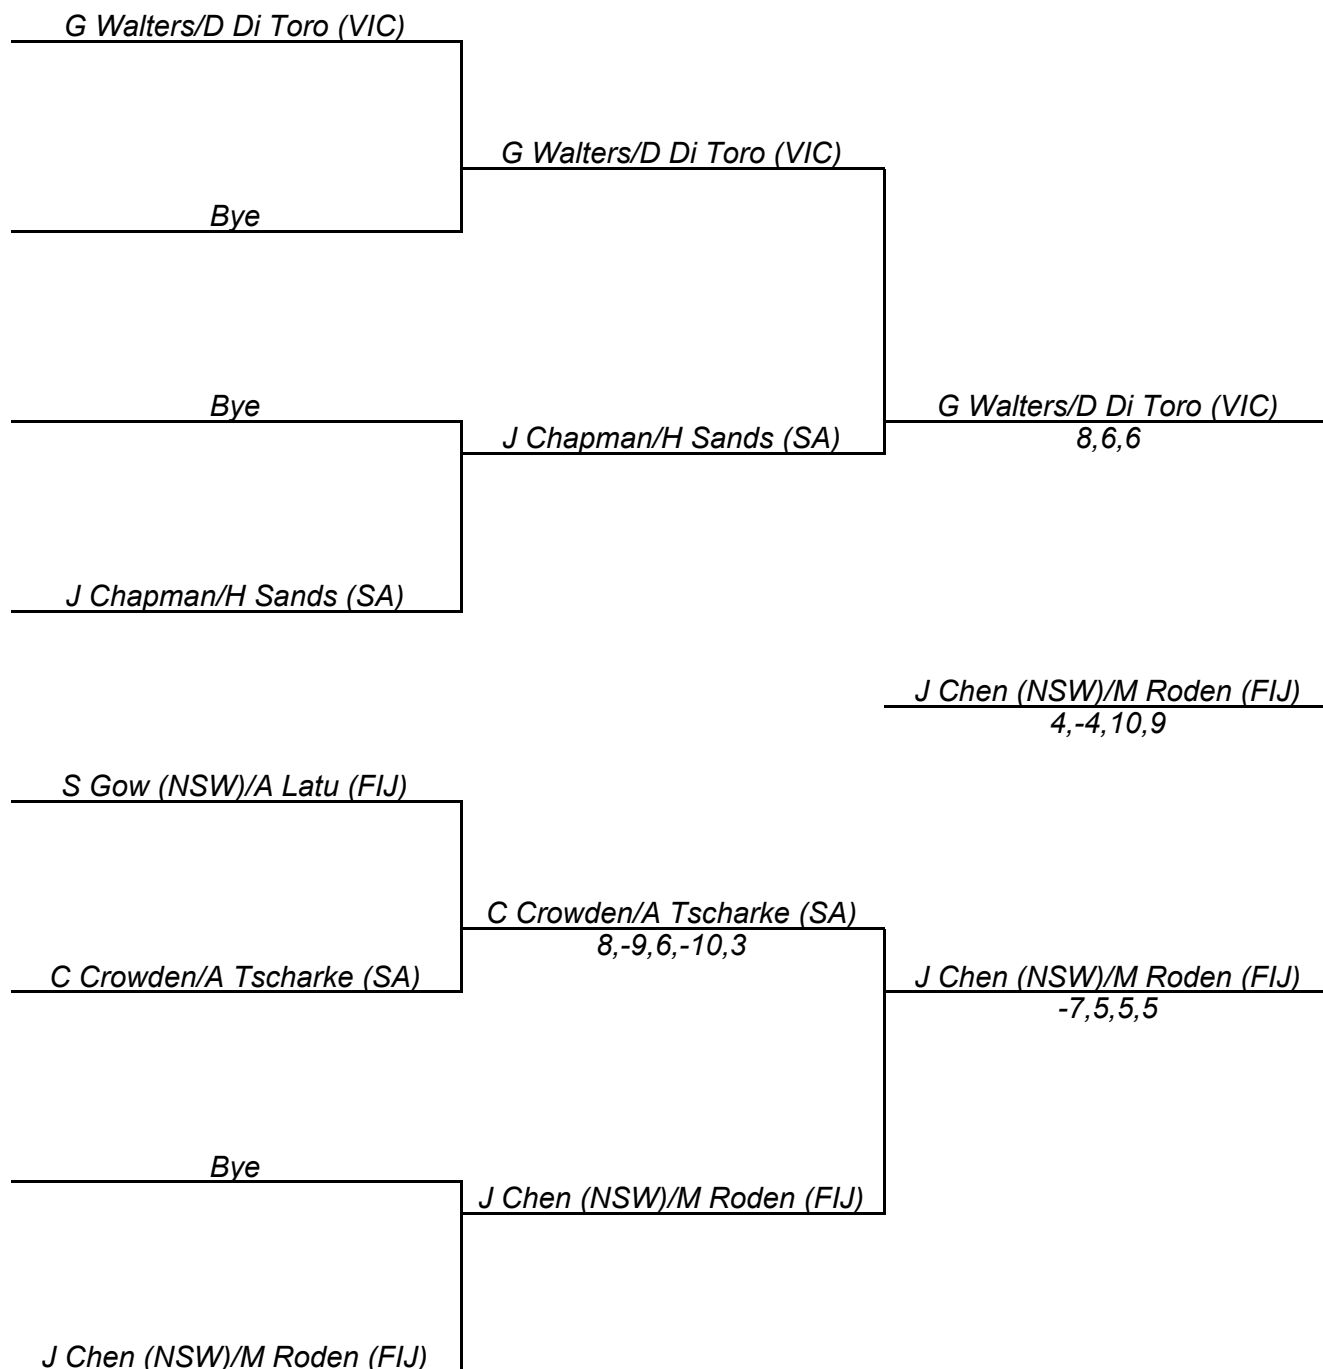 G Walters/D Di Toro (VIC)
G Walters/D Di Toro (VIC)
Bye
Bye
G Walters/D Di Toro (VIC)
8,6,6
J Chapman/H Sands (SA)
J Chapman/H Sands (SA)
J Chen (NSW)/M Roden (FIJ)
4,-4,10,9
S Gow (NSW)/A Latu (FIJ)
C Crowden/A Tscharke (SA)
8,-9,6,-10,3
C Crowden/A Tscharke (SA)
J Chen (NSW)/M Roden (FIJ)
-7,5,5,5
Bye
J Chen (NSW)/M Roden (FIJ)
J Chen (NSW)/M Roden (FIJ)